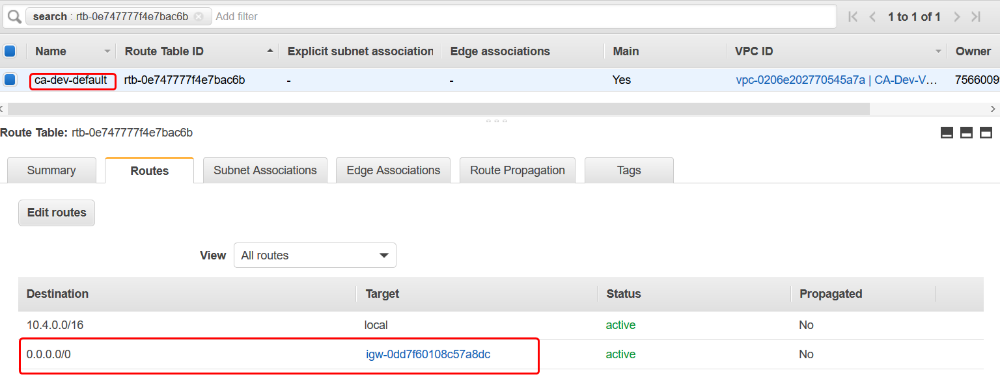 search : rtb-0e747777f4e7bac6b Add filter 1 to 1 of 1
Name Route Table ID Explicit subnet association Edge associations Main VPC ID Owner
ca-dev-default rtb-0e747777f4e7bac6b - - Yes vpc-0206e202770545a7a | CA-Dev-V… 7566009
Route Table: rtb-0e747777f4e7bac6b
Summary Routes Subnet Associations Edge Associations Route Propagation Tags
Edit routes
View All routes
Destination Target Status Propagated
10.4.0.0/16 local active No
0.0.0.0/0 igw-0dd7f60108c57a8dc active No